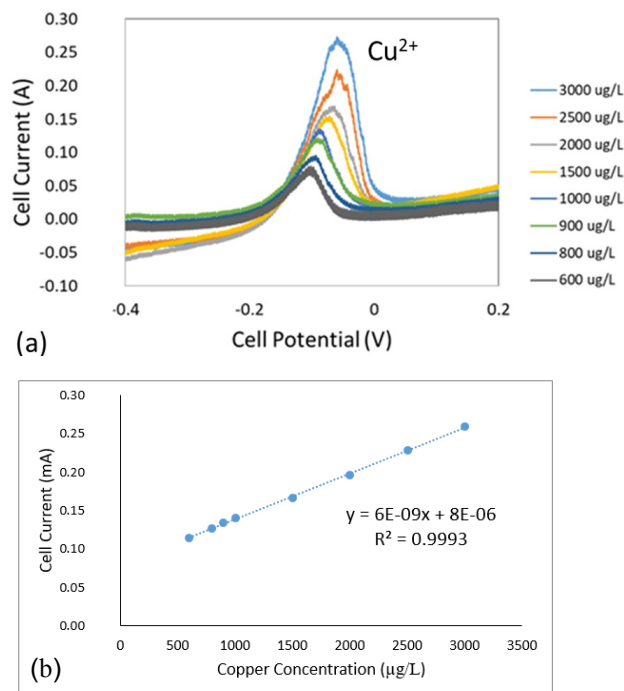 0.30
0.25
0.20
0.15
0.10
0.05
0.00
-0.05
-0.10
Cell Current (A)
Cu²⁺
-0.4
-0.2
0
0.2
Cell Potential (V)
3000 ug/L
2500 ug/L
2000 ug/L
1500 ug/L
1000 ug/L
900 ug/L
800 ug/L
600 ug/L
(a)
0.30
0.25
0.20
0.15
0.10
0.05
0.00
Cell Current (mA)
y = 6E-09x + 8E-06
R² = 0.9993
0
500
1000
1500
2000
2500
3000
3500
Copper Concentration (µg/L)
(b)